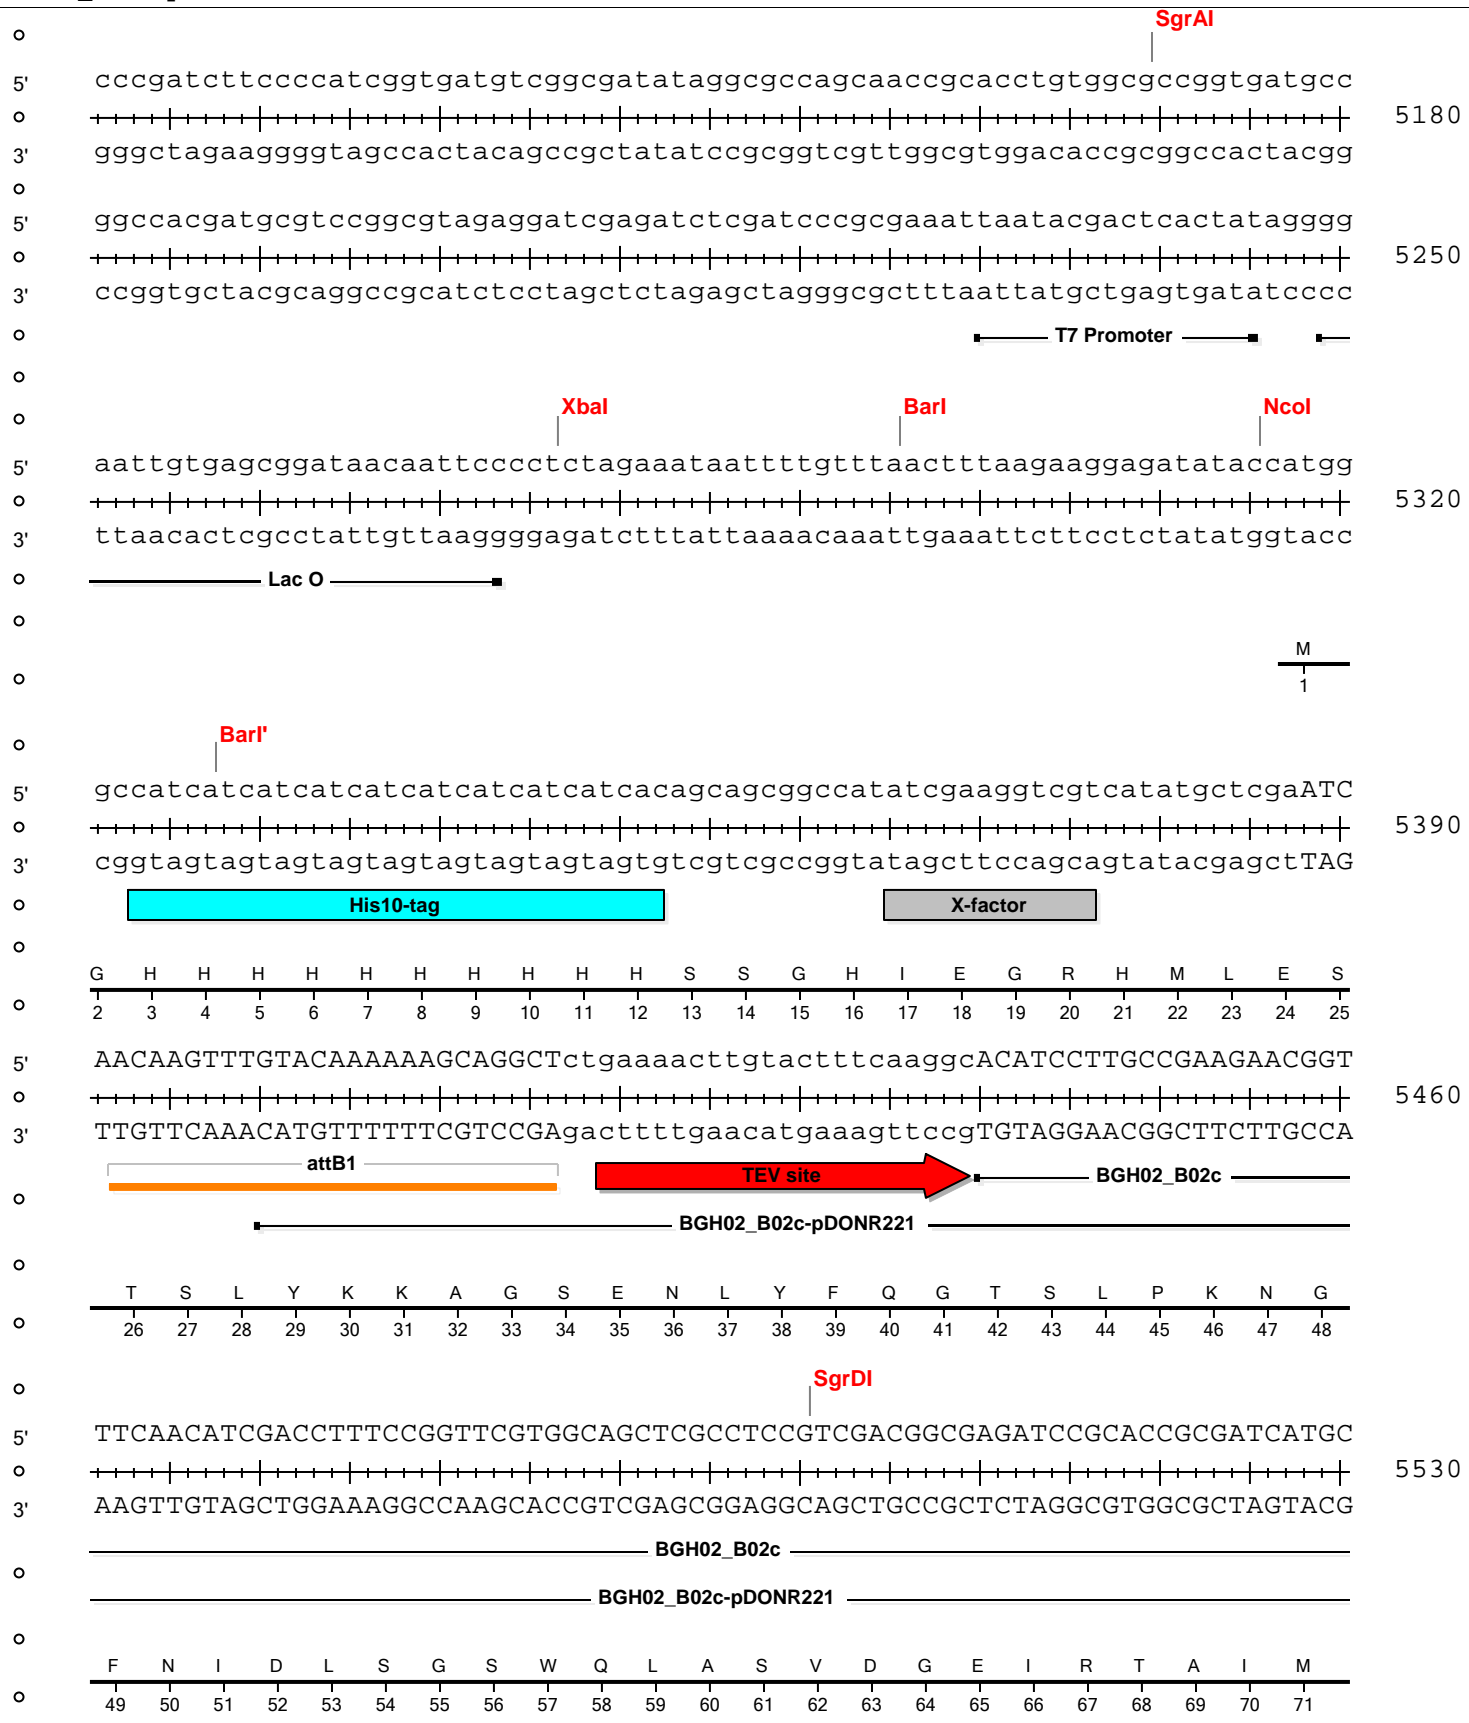 SgrAI
5' cccgatcttccccatcggtgatgtcggcgatataggcgccagcaaccgcacctgtggcgccggtgatgcc
5180
3' gggctagaaggggtagccactacagccgctatatccgcggtcgttggcgtggacaccgcggccactacgg
5' ggccacgatgcgtccggcgtagaggatcgagatctcgatcccgcgaaattaatacgactcactatagggg
5250
3' ccggtgctacgcaggccgcatctcctagctctagagctagggcgctttaattatgctgagtgatatcccc
T7 Promoter
XbaI BarI NcoI
5' aattgtgagcggataacaattcccctctagaaataattttgtttaactttaagaaggagatataccatgg
5320
3' ttaacactcgcctattgttaaggggagatctttattaaaacaaattgaaattcttcctctatatggtacc
Lac O
M
1
BarI'
5' gccatcatcatcatcatcatcatcatcatcacagcagcggccatatcgaaggtcgtcatatgctcgaATC
5390
3' cggtagtagtagtagtagtagtagtagtagtgtcgtcgccggtatagcttccagcagtatacgagctTAG
His10-tag X-factor
G H H H H H H H H H H S S G H I E G R H M L E S
2 3 4 5 6 7 8 9 10 11 12 13 14 15 16 17 18 19 20 21 22 23 24 25
5' AACAAGTTTGTACAAAAAAGCAGGCTctgaaaacttgtactttcaaggcACATCCTTGCCGAAGAACGGT
5460
3' TTGTTCAAACATGTTTTTTCGTCCGAgacttttgaacatgaaagttccgTGTAGGAACGGCTTCTTGCCA
attB1 TEV site BGH02_B02c
BGH02_B02c-pDONR221
T S L Y K K A G S E N L Y F Q G T S L P K N G
26 27 28 29 30 31 32 33 34 35 36 37 38 39 40 41 42 43 44 45 46 47 48
SgrDI
5' TTCAACATCGACCTTTCCGGTTCGTGGCAGCTCGCCTCCGTCGACGGCGAGATCCGCACCGCGATCATGC
5530
3' AAGTTGTAGCTGGAAAGGCCAAGCACCGTCGAGCGGAGGCAGCTGCCGCTCTAGGCGTGGCGCTAGTACG
BGH02_B02c
BGH02_B02c-pDONR221
F N I D L S G S W Q L A S V D G E I R T A I M
49 50 51 52 53 54 55 56 57 58 59 60 61 62 63 64 65 66 67 68 69 70 71